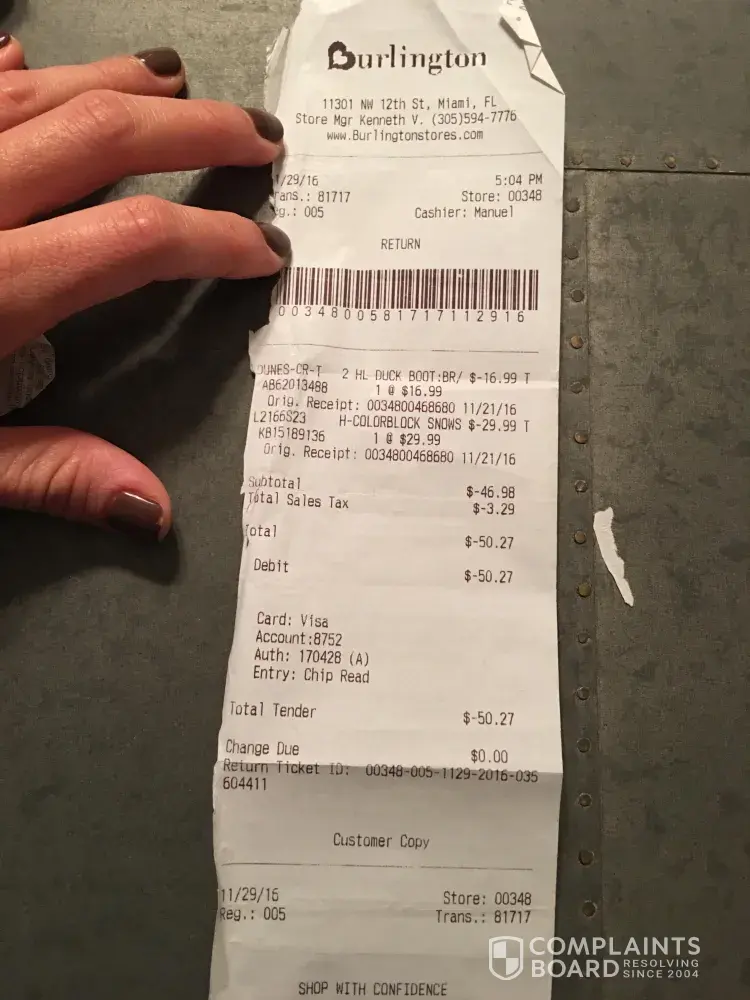 Burlington
11301 NW 12th St, Miami, FL
Store Mgr Kenneth V. (305)594-7776
www.Burlingtonstores.com
1/29/16 5:04 PM
rans.: 81717 Store: 00348
eg.: 005 Cashier: Manuel
RETURN
0034800581717112916
OUNES-CR-T 2 HL DUCK BOOT:BR/ $-16.99 T
AB62013488 1 @ $16.99
Orig. Receipt: 0034800468680 11/21/16
L2166S23 H-COLORBLOCK SNOWS $-29.99 T
KB15189136 1 @ $29.99
Orig. Receipt: 0034800468680 11/21/16
Subtotal $-46.98
Total Sales Tax $-3.29
Total $-50.27
Debit $-50.27
Card: Visa
Account:8752
Auth: 170428 (A)
Entry: Chip Read
Total Tender $-50.27
Change Due $0.00
Return Ticket ID: 00348-005-1129-2016-035
604411
Customer Copy
11/29/16 Store: 00348
Reg.: 005 Trans.: 81717
SHOP WITH CONFIDENCE
COMPLAINTS
BOARD RESOLVING
SINCE 2004